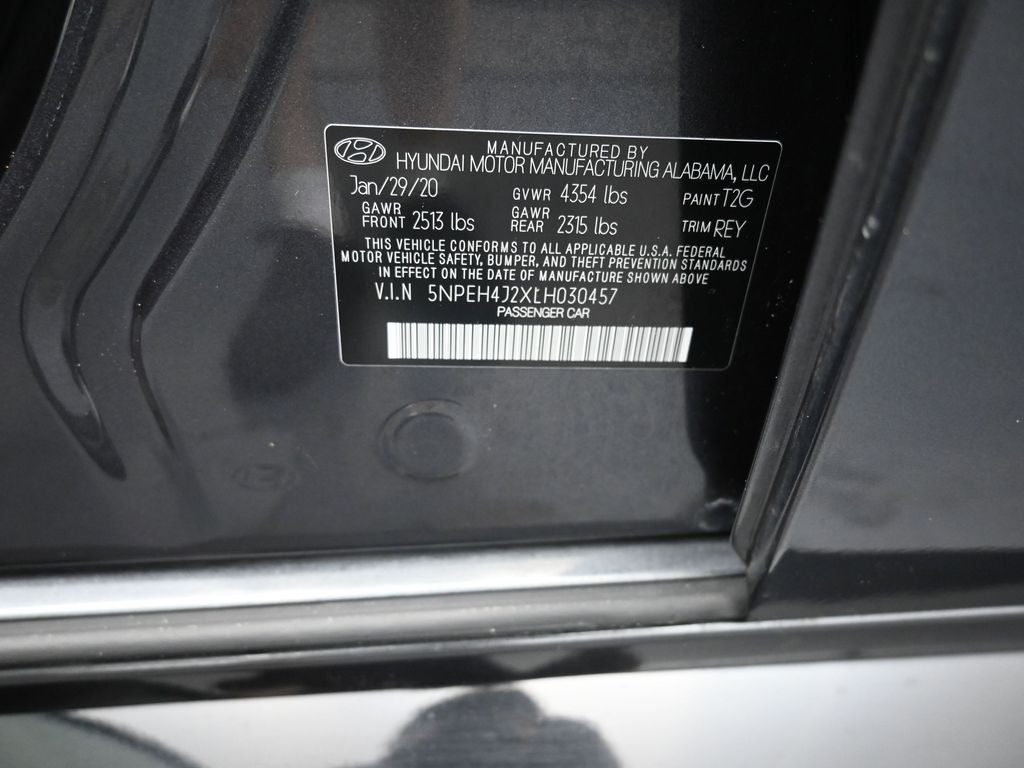 MANUFACTURED BY
HYUNDAI MOTOR MANUFACTURING ALABAMA, LLC
Jan/29/20 GVWR 4354 lbs PAINT T2G
GAWR FRONT 2513 lbs GAWR REAR 2315 lbs TRIM REY
THIS VEHICLE CONFORMS TO ALL APPLICABLE U.S.A. FEDERAL
MOTOR VEHICLE SAFETY, BUMPER, AND THEFT PREVENTION STANDARDS
IN EFFECT ON THE DATE OF MANUFACTURE SHOWN ABOVE
V.I.N 5NPEH4J2XLH030457
PASSENGER CAR